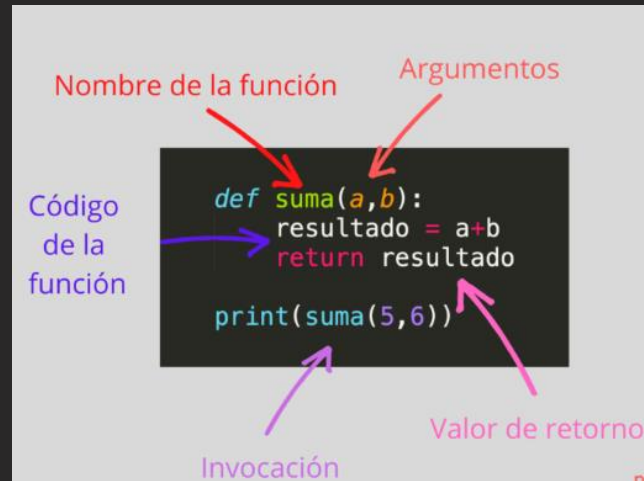 Nombre de la función
Argumentos
Código
de la
función
def suma(a,b):
resultado = a+b
return resultado
print(suma(5,6))
Valor de retorno
Invocación